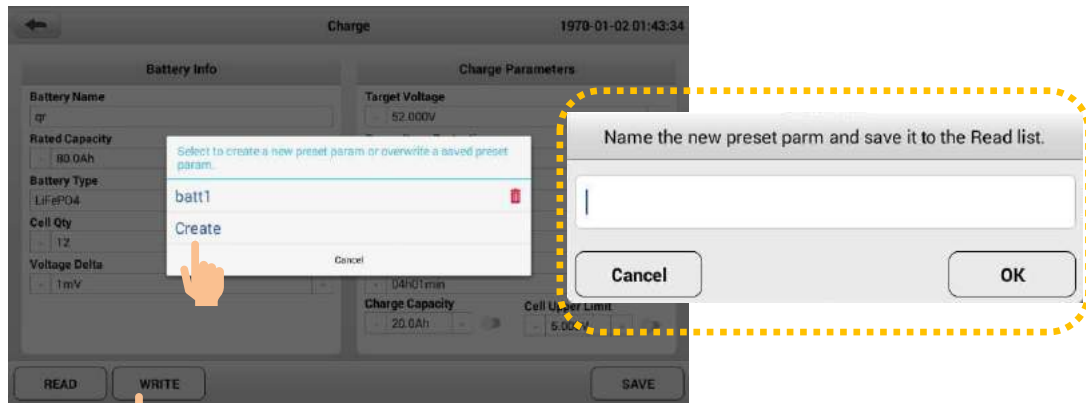 Charge
1970-01-02 01:43:34
Battery Info
Battery Name
qr
Rated Capacity
- 80.0Ah
Battery Type
LiFePO4
Cell Qty
- 12
Voltage Delta
- 1mV -
Charge Parameters
Target Voltage
- 52.000V
- 04h01min
Charge Capacity
- 20.0Ah -
Cell Upper Limit
- 5.00
Select to create a new preset param or overwrite a saved preset
param.
batt1
Create
Cancel
READ
WRITE
SAVE
Name the new preset parm and save it to the Read list.
Cancel
OK